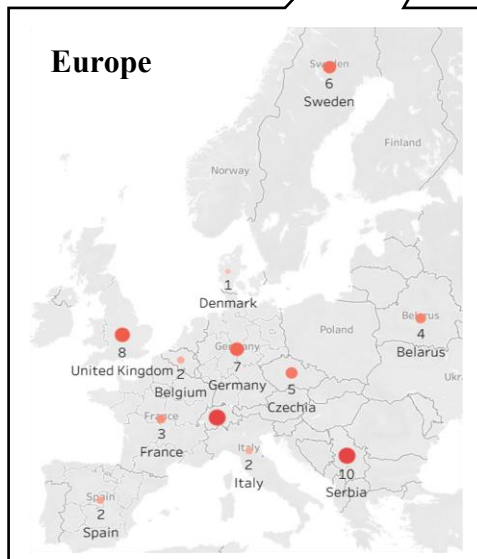 Europe
Sweden
6
Sweden
Finland
Norway
1
Denmark
8
United Kingdom
2
Belgium
Germany
7
Germany
Poland
Belarus
4
Belarus
Ukra
5
Czechia
France
3
France
Italy
2
Italy
10
Serbia
Spain
2
Spain